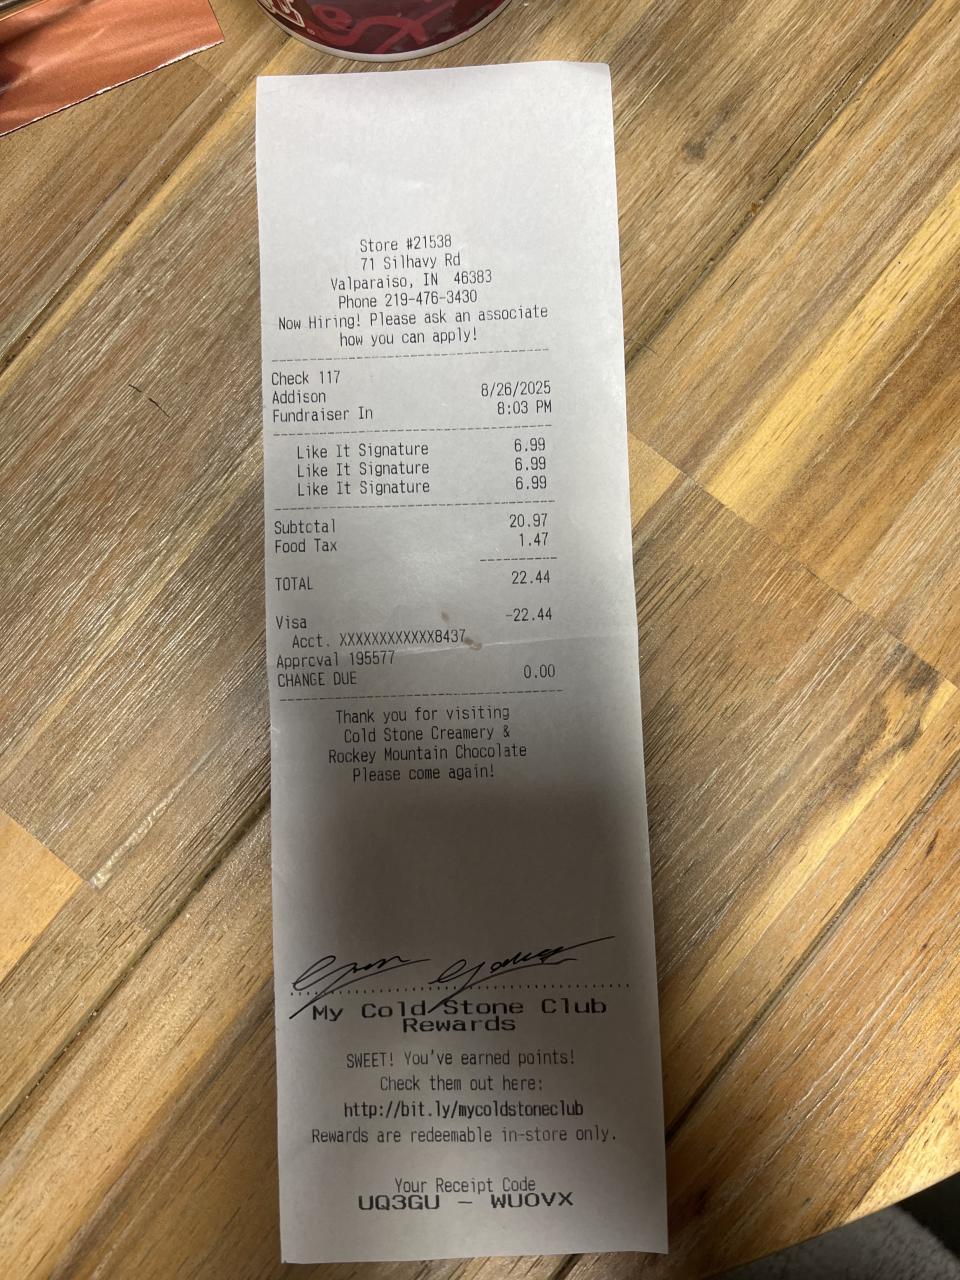 Store #21538
71 Silhavy Rd
Valparaiso, IN 46383
Phone 219-476-3430
Now Hiring! Please ask an associate
how you can apply!
Check 117
Addison 8/26/2025
Fundraiser In 8:03 PM
Like It Signature 6.99
Like It Signature 6.99
Like It Signature 6.99
Subtotal 20.97
Food Tax 1.47
TOTAL 22.44
Visa -22.44
Acct. XXXXXXXXXXXX8437
Approval 195577
CHANGE DUE 0.00
Thank you for visiting
Cold Stone Creamery &
Rockey Mountain Chocolate
Please come again!
My Cold Stone Club
Rewards
SWEET! You've earned points!
Check them out here:
http://bit.ly/mycoldstoneclub
Rewards are redeemable in-store only.
Your Receipt Code
UQ3GU - WUOVX